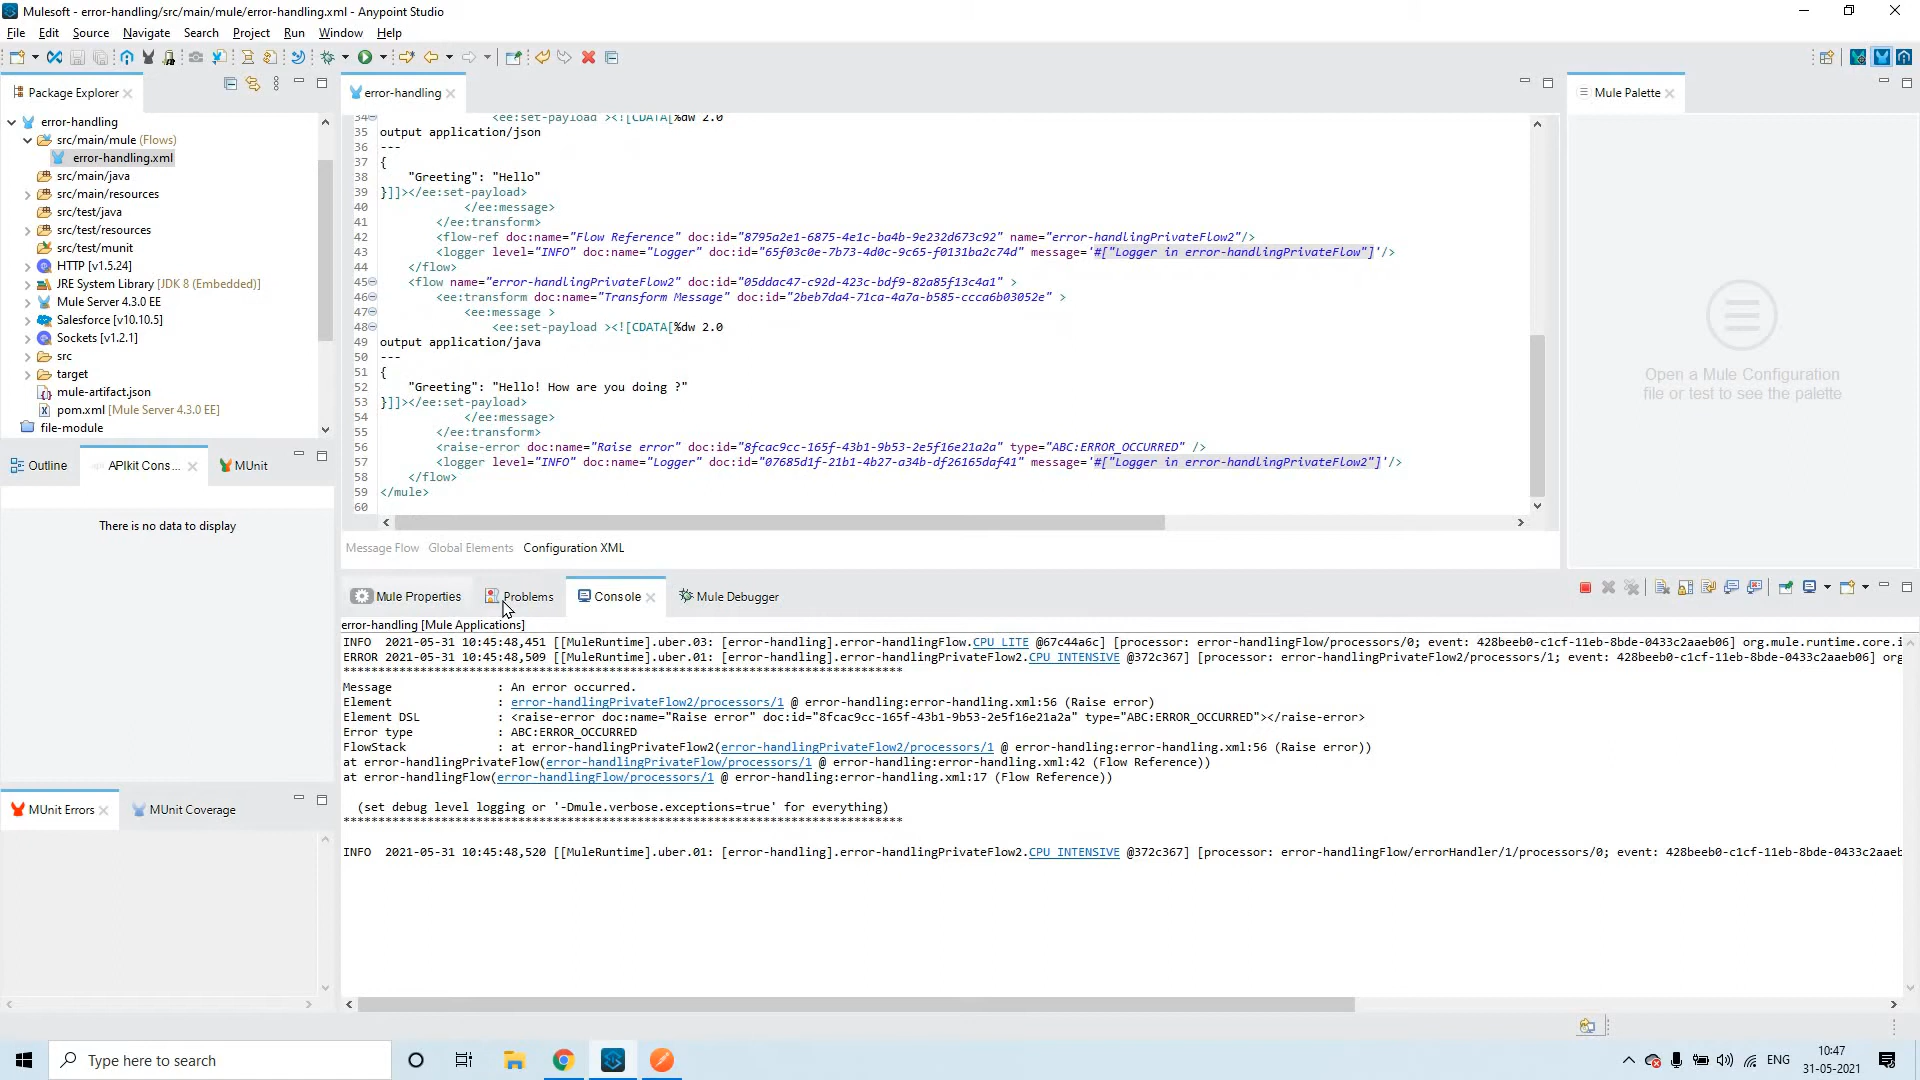 Mulesoft - error-handling/src/main/mule/error-handling.xml - Anypoint Studio
File Edit Source Navigate Search Project Run Window Help
Package Explorer
error-handling
src/main/mule (Flows)
error-handling.xml
src/main/java
src/main/resources
src/test/java
src/test/resources
src/test/munit
HTTP [v1.5.24]
JRE System Library [JDK 8 (Embedded)]
Mule Server 4.3.0 EE
Salesforce [v10.10.5]
Sockets [v1.2.1]
src
target
mule-artifact.json
pom.xml [Mule Server 4.3.0 EE]
file-module
Outline APIkit Cons... MUnit
There is no data to display
MUnit Errors MUnit Coverage
error-handling
34 <ee:set-payload ><![CDATA[%dw 2.0
35 output application/json
36 ---
37 {
38 "Greeting": "Hello"
39 }]]></ee:set-payload>
40 </ee:message>
41 </ee:transform>
42 <flow-ref doc:name="Flow Reference" doc:id="8795a2e1-6875-4e1c-ba4b-9e232d673c92" name="error-handlingPrivateFlow2"/>
43 <logger level="INFO" doc:name="Logger" doc:id="65f03c0e-7b73-4d0c-9c65-f0131ba2c74d" message='#["Logger in error-handlingPrivateFlow"]'/>
44 </flow>
45 <flow name="error-handlingPrivateFlow2" doc:id="05ddac47-c92d-423c-bdf9-82a85f13c4a1" >
46 <ee:transform doc:name="Transform Message" doc:id="2beb7da4-71ca-4a7a-b585-ccca6b03052e" >
47 <ee:message >
48 <ee:set-payload ><![CDATA[%dw 2.0
49 output application/java
50 ---
51 {
52 "Greeting": "Hello! How are you doing ?"
53 }]]></ee:set-payload>
54 </ee:message>
55 </ee:transform>
56 <raise-error doc:name="Raise error" doc:id="8fcac9cc-165f-43b1-9b53-2e5f16e21a2a" type="ABC:ERROR_OCCURRED" />
57 <logger level="INFO" doc:name="Logger" doc:id="07685d1f-21b1-4b27-a34b-df26165daf41" message='#["Logger in error-handlingPrivateFlow2"]'/>
58 </flow>
59 </mule>
60
Message Flow Global Elements Configuration XML
Mule Palette
Open a Mule Configuration
file or test to see the palette
Mule Properties Problems Console Mule Debugger
error-handling [Mule Applications]
INFO 2021-05-31 10:45:48,451 [[MuleRuntime].uber.03: [error-handling].error-handlingFlow.CPU_LITE @67c44a6c] [processor: error-handlingFlow/processors/0; event: 428beeb0-c1cf-11eb-8bde-0433c2aaeb06] org.mule.runtime.core.i
ERROR 2021-05-31 10:45:48,509 [[MuleRuntime].uber.01: [error-handling].error-handlingPrivateFlow2.CPU_INTENSIVE @372c367] [processor: error-handlingPrivateFlow2/processors/1; event: 428beeb0-c1cf-11eb-8bde-0433c2aaeb06] org
********************************************************************************
Message : An error occurred.
Element : error-handlingPrivateFlow2/processors/1 @ error-handling:error-handling.xml:56 (Raise error)
Element DSL : <raise-error doc:name="Raise error" doc:id="8fcac9cc-165f-43b1-9b53-2e5f16e21a2a" type="ABC:ERROR_OCCURRED"></raise-error>
Error type : ABC:ERROR_OCCURRED
FlowStack : at error-handlingPrivateFlow2(error-handlingPrivateFlow2/processors/1 @ error-handling:error-handling.xml:56 (Raise error))
at error-handlingPrivateFlow(error-handlingPrivateFlow/processors/1 @ error-handling:error-handling.xml:42 (Flow Reference))
at error-handlingFlow(error-handlingFlow/processors/1 @ error-handling:error-handling.xml:17 (Flow Reference))
(set debug level logging or '-Dmule.verbose.exceptions=true' for everything)
********************************************************************************
INFO 2021-05-31 10:45:48,520 [[MuleRuntime].uber.01: [error-handling].error-handlingPrivateFlow2.CPU_INTENSIVE @372c367] [processor: error-handlingFlow/errorHandler/1/processors/0; event: 428beeb0-c1cf-11eb-8bde-0433c2aaeb
Type here to search
ENG
10:47
31-05-2021